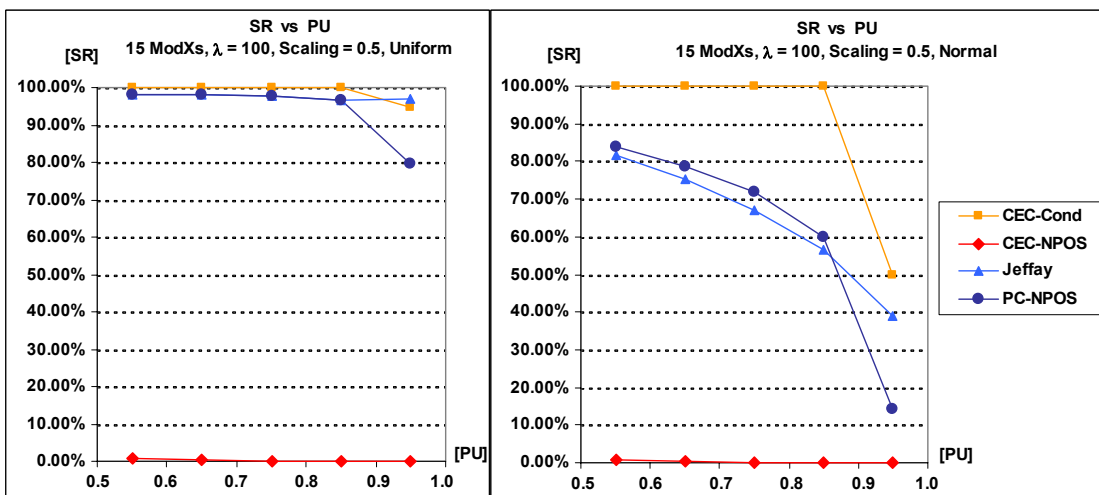 SR vs PU
15 ModXs, λ = 100, Scaling = 0.5, Uniform
[SR]
100.00%
90.00%
80.00%
70.00%
60.00%
50.00%
40.00%
30.00%
20.00%
10.00%
0.00%
0.5 0.6 0.7 0.8 0.9 1.0
[PU]
SR vs PU
15 ModXs, λ = 100, Scaling = 0.5, Normal
[SR]
100.00%
90.00%
80.00%
70.00%
60.00%
50.00%
40.00%
30.00%
20.00%
10.00%
0.00%
0.5 0.6 0.7 0.8 0.9 1.0
[PU]
CEC-Cond
CEC-NPOS
Jeffay
PC-NPOS